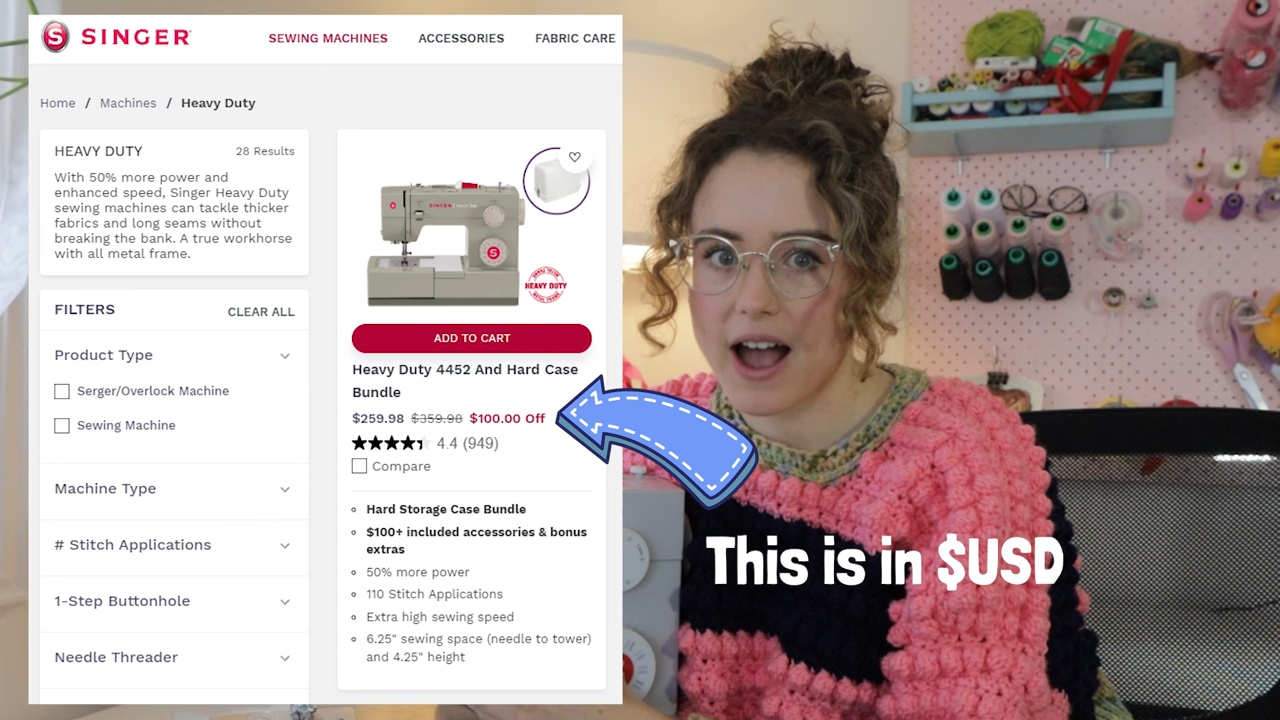 SINGER
SEWING MACHINES
ACCESSORIES
FABRIC CARE
Home / Machines / Heavy Duty
HEAVY DUTY
28 Results
With 50% more power and
enhanced speed, Singer Heavy Duty
sewing machines can tackle thicker
fabrics and long seams without
breaking the bank. A true workhorse
with all metal frame.
FILTERS
CLEAR ALL
Product Type
Serger/Overlock Machine
Sewing Machine
Machine Type
# Stitch Applications
1-Step Buttonhole
Needle Threader
SINGER
S
HEAVY DUTY
ADD TO CART
Heavy Duty 4452 And Hard Case
Bundle
$259.98 $359.98 $100.00 Off
4.4 (949)
Compare
Hard Storage Case Bundle
$100+ included accessories & bonus
extras
50% more power
110 Stitch Applications
Extra high sewing speed
6.25" sewing space (needle to tower)
and 4.25" height
This is in $USD